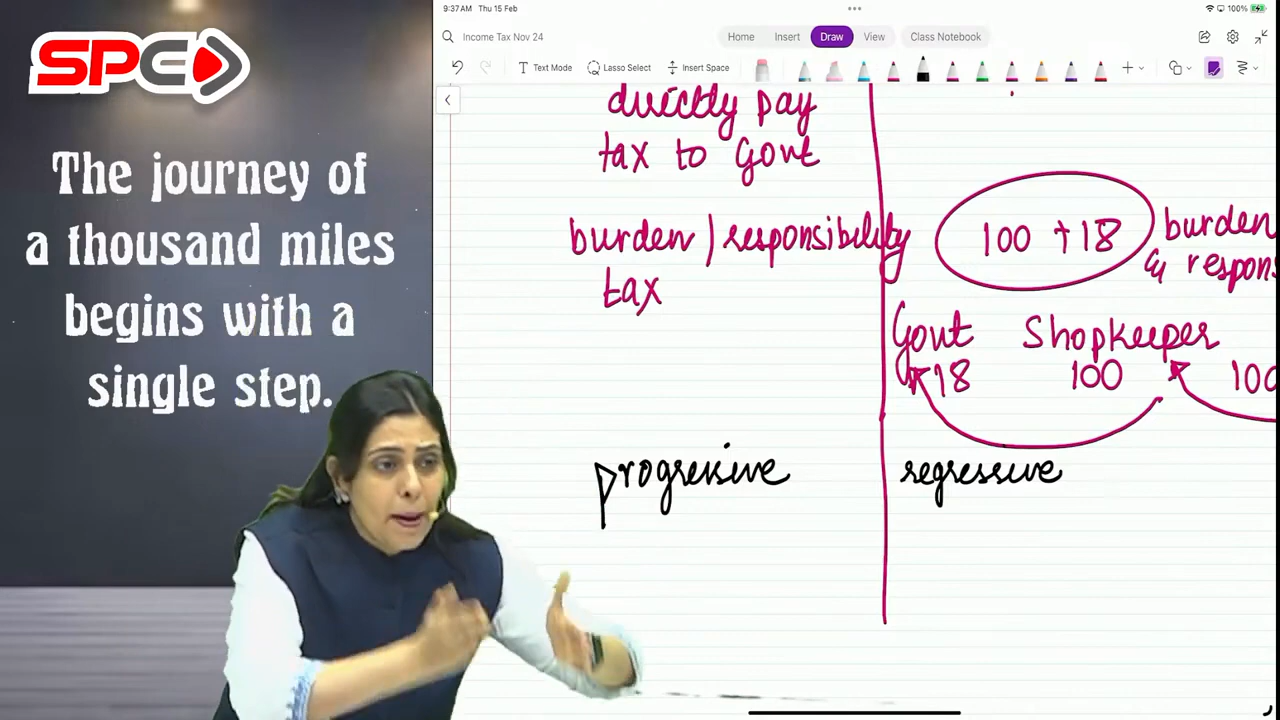 9:37 AM Thu 15 Feb
100%
SPE
Income Tax Nov 24
Home Insert Draw View Class Notebook
Text Mode Lasso Select Insert Space
The journey of
a thousand miles
begins with a
single step.
directly pay
tax to Govt
burden / responsibility
tax
100 + 18
burden
& respons
Govt Shopkeeper
18 100 100
progressive
regressive